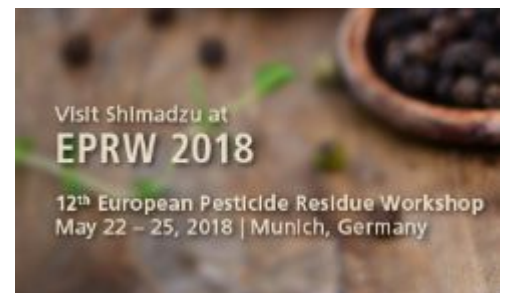 Visit Shimadzu at
EPRW 2018
12th European Pesticide Residue Workshop
May 22 – 25, 2018 | Munich, Germany